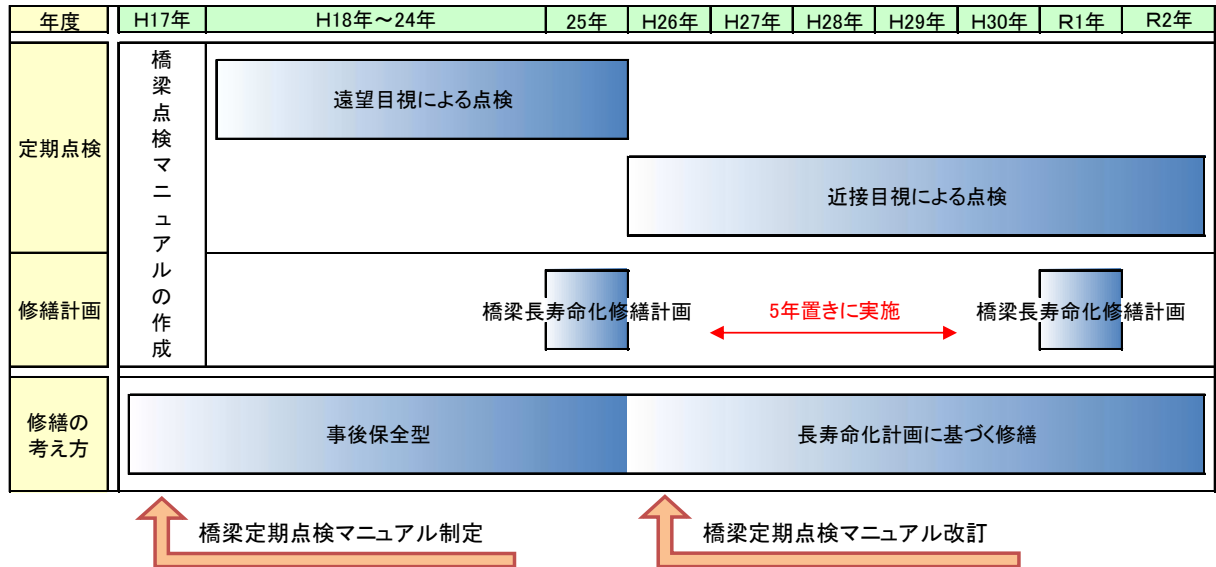 年度
H17年
H18年～24年
25年
H26年
H27年
H28年
H29年
H30年
R1年
R2年
定期点検
橋梁点検マニュアルの作成
遠望目視による点検
近接目視による点検
修繕計画
橋梁長寿命化修繕計画
5年置きに実施
橋梁長寿命化修繕計画
修繕の
考え方
事後保全型
長寿命化計画に基づく修繕
橋梁定期点検マニュアル制定
橋梁定期点検マニュアル改訂